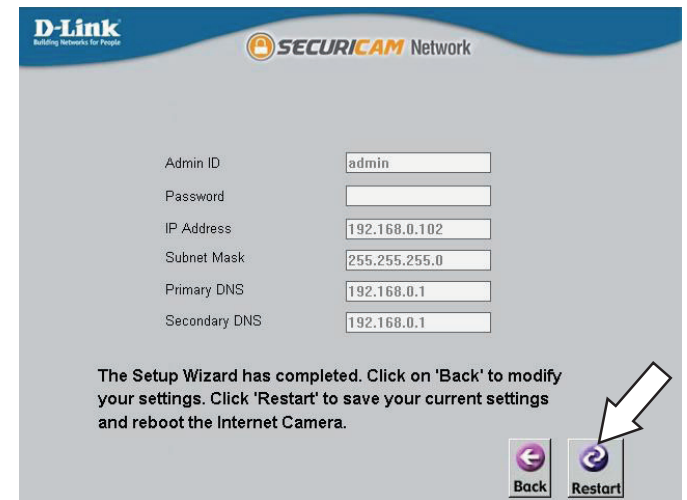 D-Link
Building Networks for People
SECURICAM Network
Admin ID admin
Password
IP Address 192.168.0.102
Subnet Mask 255.255.255.0
Primary DNS 192.168.0.1
Secondary DNS 192.168.0.1
The Setup Wizard has completed. Click on 'Back' to modify
your settings. Click 'Restart' to save your current settings
and reboot the Internet Camera.
Back Restart